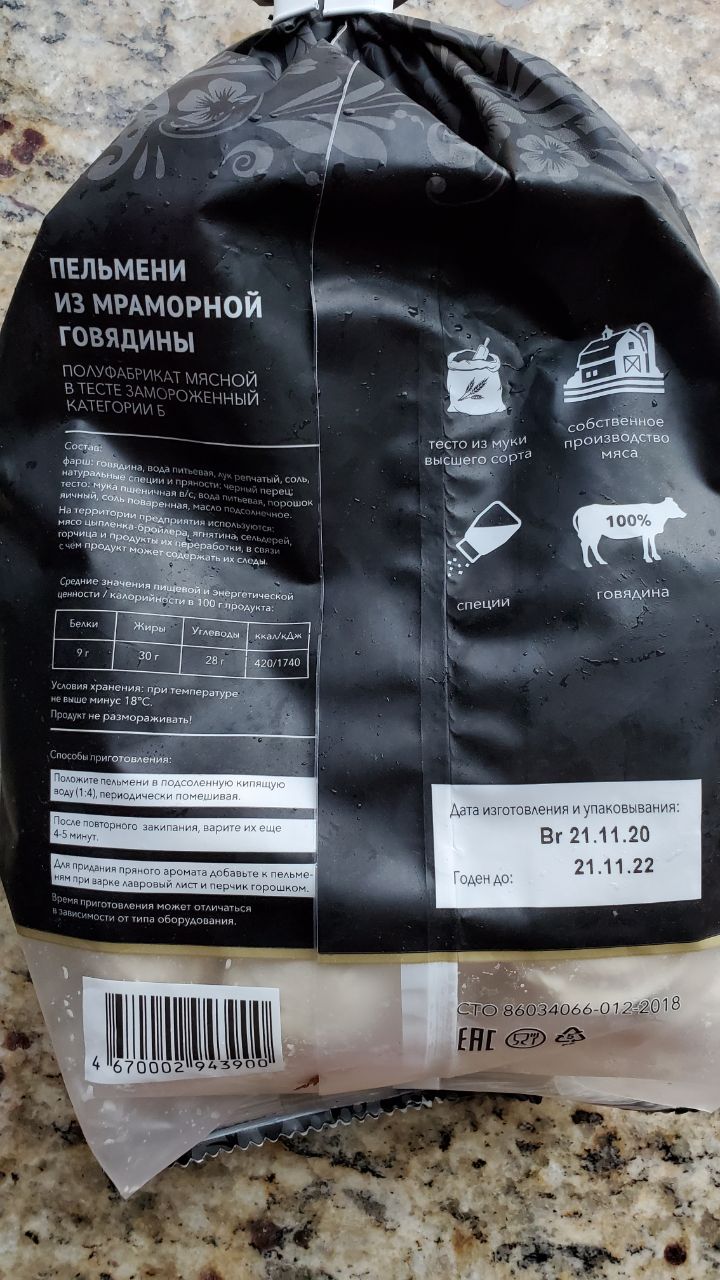 ПЕЛЬМЕНИ
ИЗ МРАМОРНОЙ
ГОВЯДИНЫ
ПОЛУФАБРИКАТ МЯСНОЙ
В ТЕСТЕ ЗАМОРОЖЕННЫЙ
КАТЕГОРИИ Б
Состав:
фарш: говядина, вода питьевая, лук репчатый, соль,
натуральные специи и пряности: черный перец;
тесто: мука пшеничная в/с, вода питьевая, порошок
яичный, соль поваренная, масло подсолнечное.
На территории предприятия используются:
мясо цыпленка-бройлера, ягнятина, сельдерей,
горчица и продукты их переработки, в связи
с чем продукт может содержать их следы.
Средние значения пищевой и энергетической
ценности / калорийности в 100 г продукта:
Белки Жиры Углеводы ккал/кДж
9 г 30 г 28 г 420/1740
Условия хранения: при температуре
не выше минус 18°С.
Продукт не размораживать!
Способы приготовления:
Положите пельмени в подсоленную кипящую
воду (1:4), периодически помешивая.
После повторного закипания, варите их еще
4-5 минут.
Для придания пряного аромата добавьте к пельме-
ням при варке лавровый лист и перчик горошком.
Время приготовления может отличаться
в зависимости от типа оборудования.
тесто из муки
высшего сорта
собственное
производство
мяса
специи
100%
говядина
Дата изготовления и упаковывания:
Br 21.11.20
Годен до: 21.11.22
СТО 86034066-012-2018
ЕАС
5
4 670002 943900